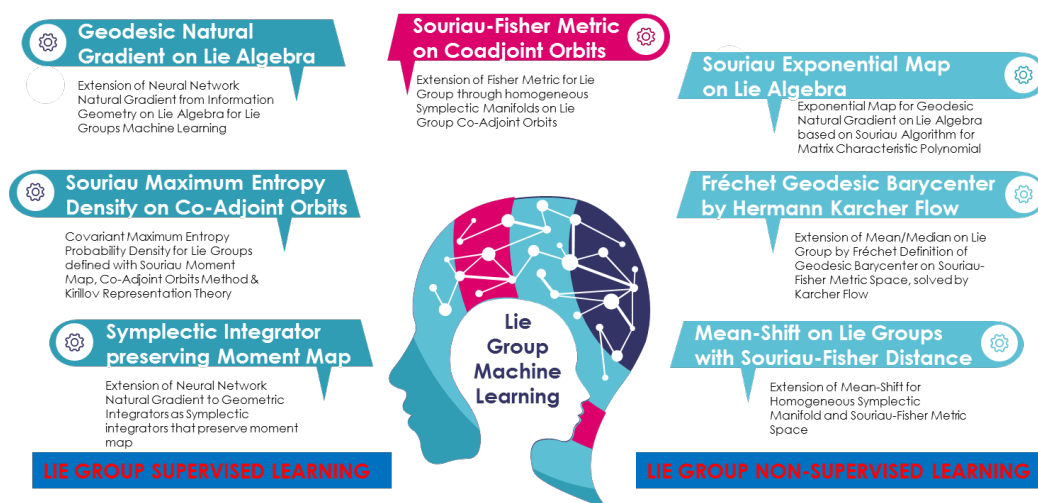 Geodesic Natural
Gradient on Lie Algebra
Extension of Neural Network
Natural Gradient from Information
Geometry on Lie Algebra for Lie
Groups Machine Learning
Souriau-Fisher Metric
on Coadjoint Orbits
Extension of Fisher Metric for Lie
Group through homogeneous
Symplectic Manifolds on Lie
Group Co-Adjoint Orbits
Souriau Exponential Map
on Lie Algebra
Exponential Map for Geodesic
Natural Gradient on Lie Algebra
based on Souriau Algorithm for
Matrix Characteristic Polynomial
Souriau Maximum Entropy
Density on Co-Adjoint Orbits
Covariant Maximum Entropy
Probability Density for Lie Groups
defined with Souriau Moment
Map, Co-Adjoint Orbits Method &
Kirillov Representation Theory
Fréchet Geodesic Barycenter
by Hermann Karcher Flow
Extension of Mean/Median on Lie
Group by Fréchet Definition of
Geodesic Barycenter on Souriau-
Fisher Metric Space, solved by
Karcher Flow
Symplectic Integrator
preserving Moment Map
Extension of Neural Network
Natural Gradient to Geometric
Integrators as Symplectic
integrators that preserve moment
map
Lie
Group
Machine
Learning
Mean-Shift on Lie Groups
with Souriau-Fisher Distance
Extension of Mean-Shift for
Homogeneous Symplectic
Manifold and Souriau-Fisher Metric
Space
LIE GROUP SUPERVISED LEARNING
LIE GROUP NON-SUPERVISED LEARNING